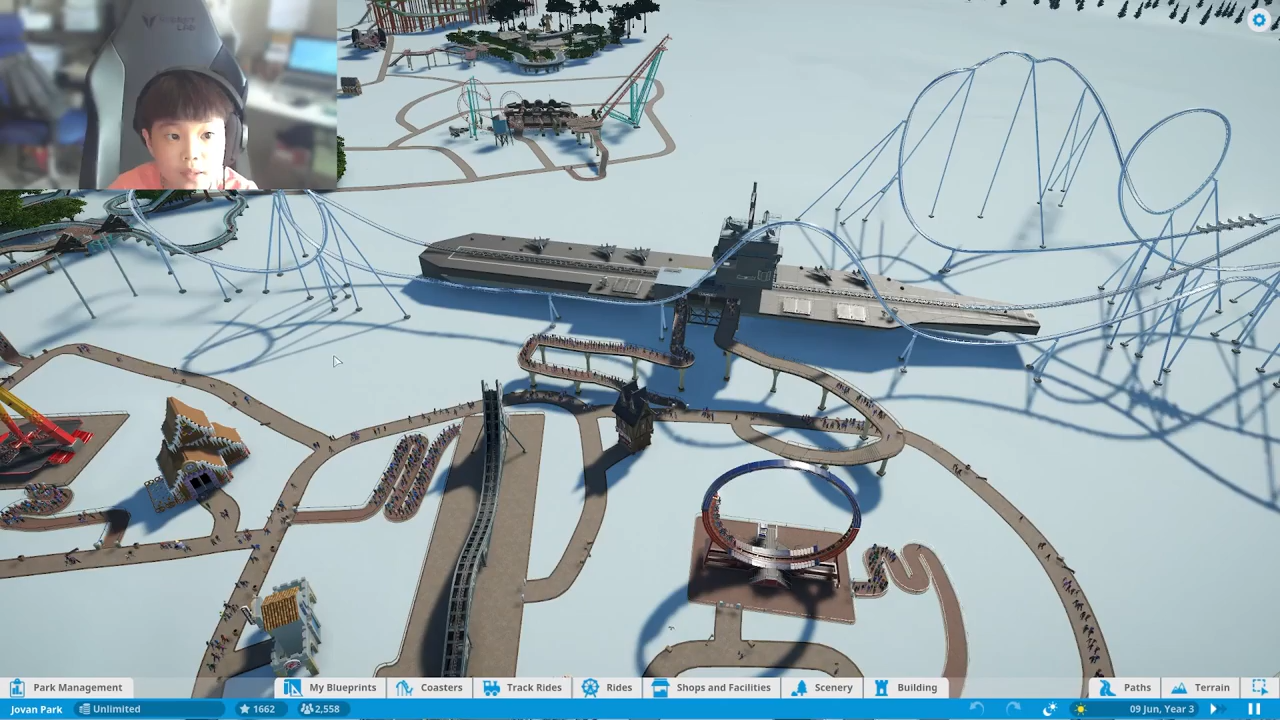 Park Management
My Blueprints
Coasters
Track Rides
Rides
Shops and Facilities
Scenery
Building
Paths
Terrain
Jovan Park
Unlimited
1662
2,558
09 Jun, Year 3